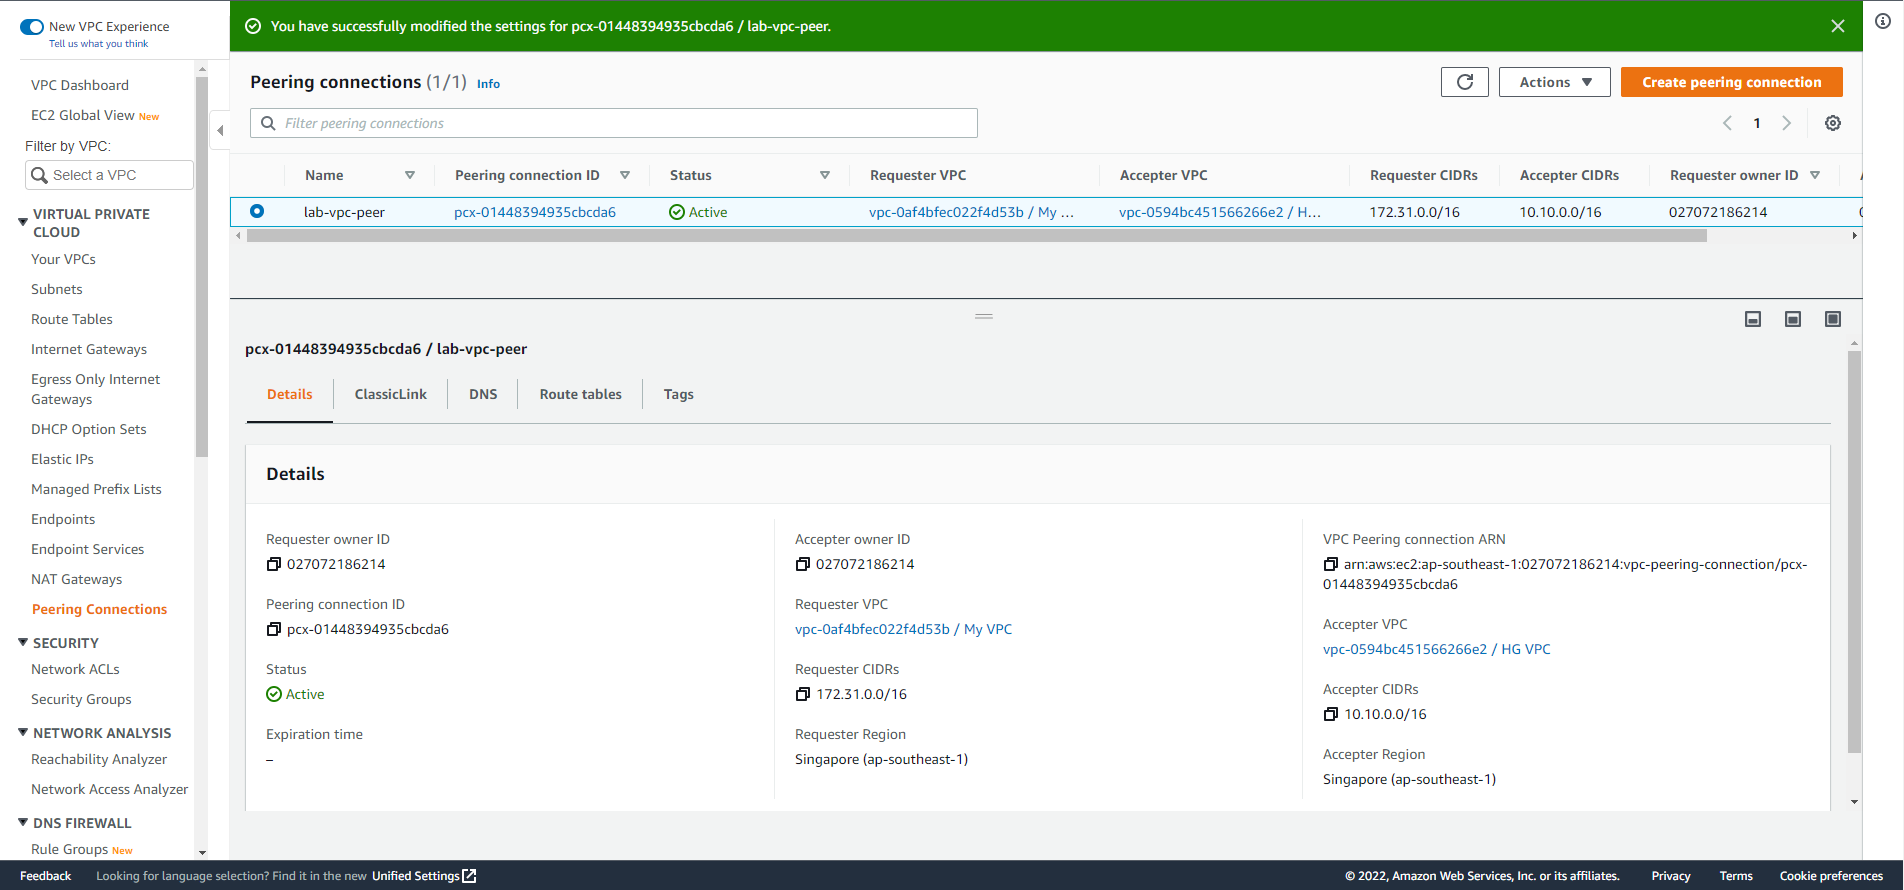 New VPC Experience
Tell us what you think
VPC Dashboard
EC2 Global View New
Filter by VPC:
Select a VPC
VIRTUAL PRIVATE
CLOUD
Your VPCs
Subnets
Route Tables
Internet Gateways
Egress Only Internet
Gateways
DHCP Option Sets
Elastic IPs
Managed Prefix Lists
Endpoints
Endpoint Services
NAT Gateways
Peering Connections
SECURITY
Network ACLs
Security Groups
NETWORK ANALYSIS
Reachability Analyzer
Network Access Analyzer
DNS FIREWALL
Rule Groups New
You have successfully modified the settings for pcx-01448394935cbcda6 / lab-vpc-peer.
Peering connections (1/1) Info
Actions
Create peering connection
Filter peering connections
1
Name Peering connection ID Status Requester VPC Accepter VPC Requester CIDRs Accepter CIDRs Requester owner ID
lab-vpc-peer pcx-01448394935cbcda6 Active vpc-0af4bfec022f4d53b / My ... vpc-0594bc451566266e2 / H... 172.31.0.0/16 10.10.0.0/16 027072186214
pcx-01448394935cbcda6 / lab-vpc-peer
Details ClassicLink DNS Route tables Tags
Details
Requester owner ID
027072186214
Peering connection ID
pcx-01448394935cbcda6
Status
Active
Expiration time
–
Accepter owner ID
027072186214
Requester VPC
vpc-0af4bfec022f4d53b / My VPC
Requester CIDRs
172.31.0.0/16
Requester Region
Singapore (ap-southeast-1)
VPC Peering connection ARN
arn:aws:ec2:ap-southeast-1:027072186214:vpc-peering-connection/pcx-
01448394935cbcda6
Accepter VPC
vpc-0594bc451566266e2 / HG VPC
Accepter CIDRs
10.10.0.0/16
Accepter Region
Singapore (ap-southeast-1)
Feedback Looking for language selection? Find it in the new Unified Settings © 2022, Amazon Web Services, Inc. or its affiliates. Privacy Terms Cookie preferences